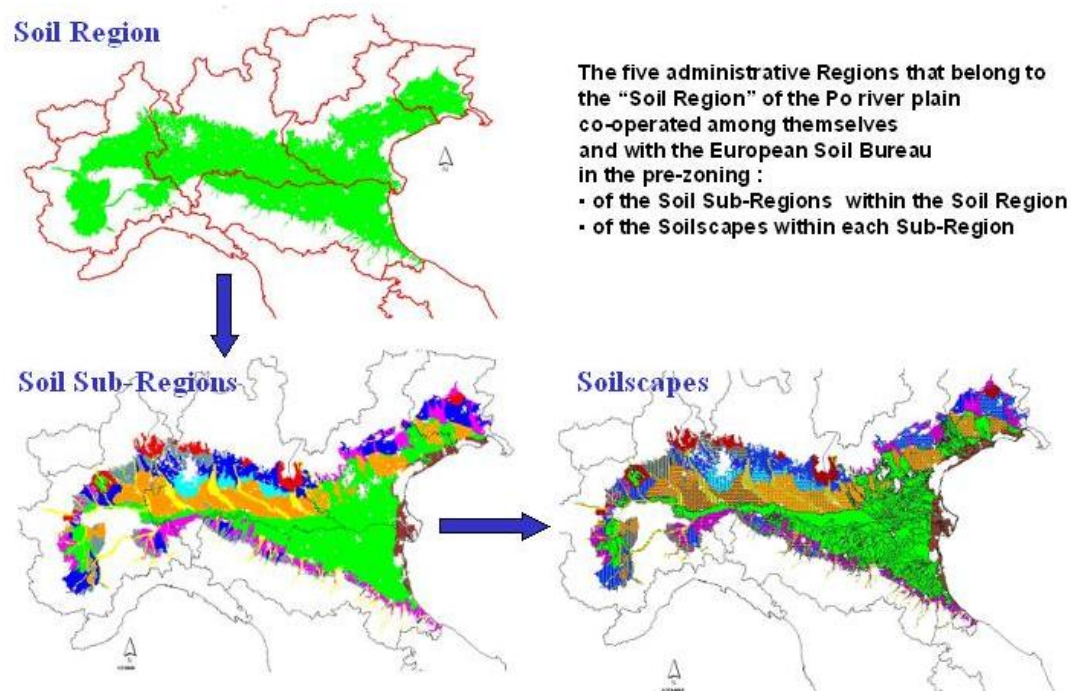 Soil Region
The five administrative Regions that belong to
the “Soil Region” of the Po river plain
co-operated among themselves
and with the European Soil Bureau
in the pre-zoning :
- of the Soil Sub-Regions within the Soil Region
- of the Soilscapes within each Sub-Region
Soil Sub-Regions
Soilscapes